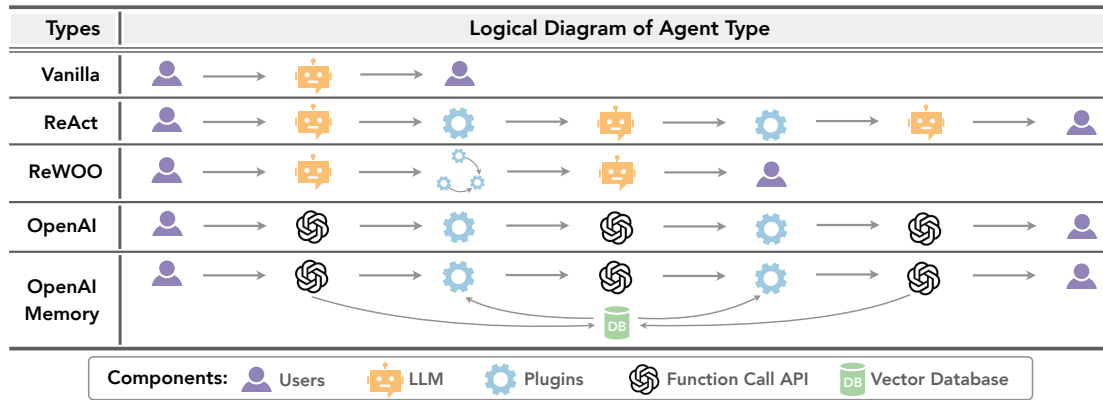 Types Logical Diagram of Agent Type
Vanilla
ReAct
ReWOO
OpenAI
OpenAI
Memory
DB
Components: Users LLM Plugins Function Call API DB Vector Database